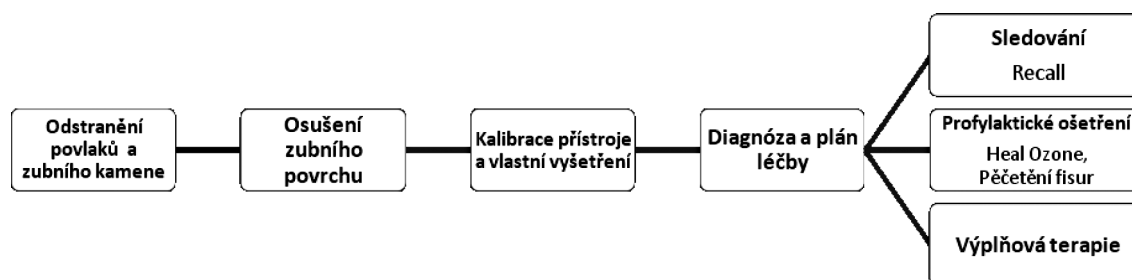 Odstranění
povlaků a
zubního kamene
Osušení
zubního
povrchu
Kalibrace přístroje
a vlastní vyšetření
Diagnóza a plán
léčby
Sledování
Recall
Profylaktické ošetření
Heal Ozone,
Péčetění fisur
Výplňová terapie